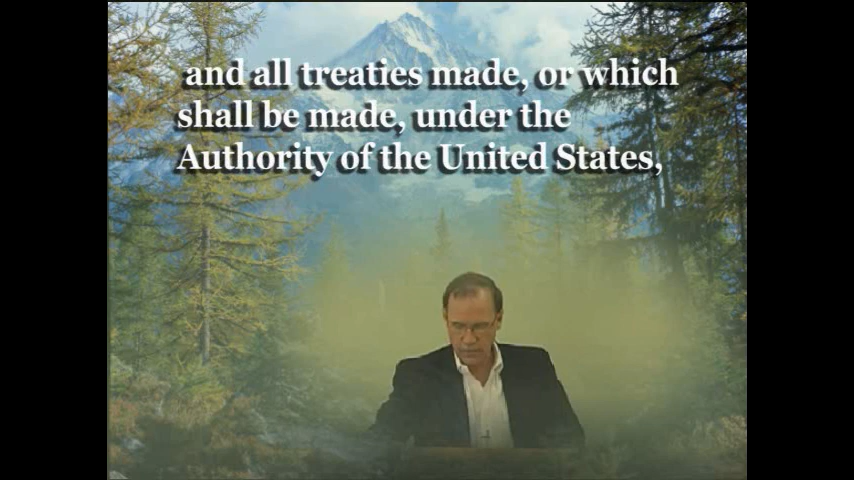 and all treaties made, or which
shall be made, under the
Authority of the United States,